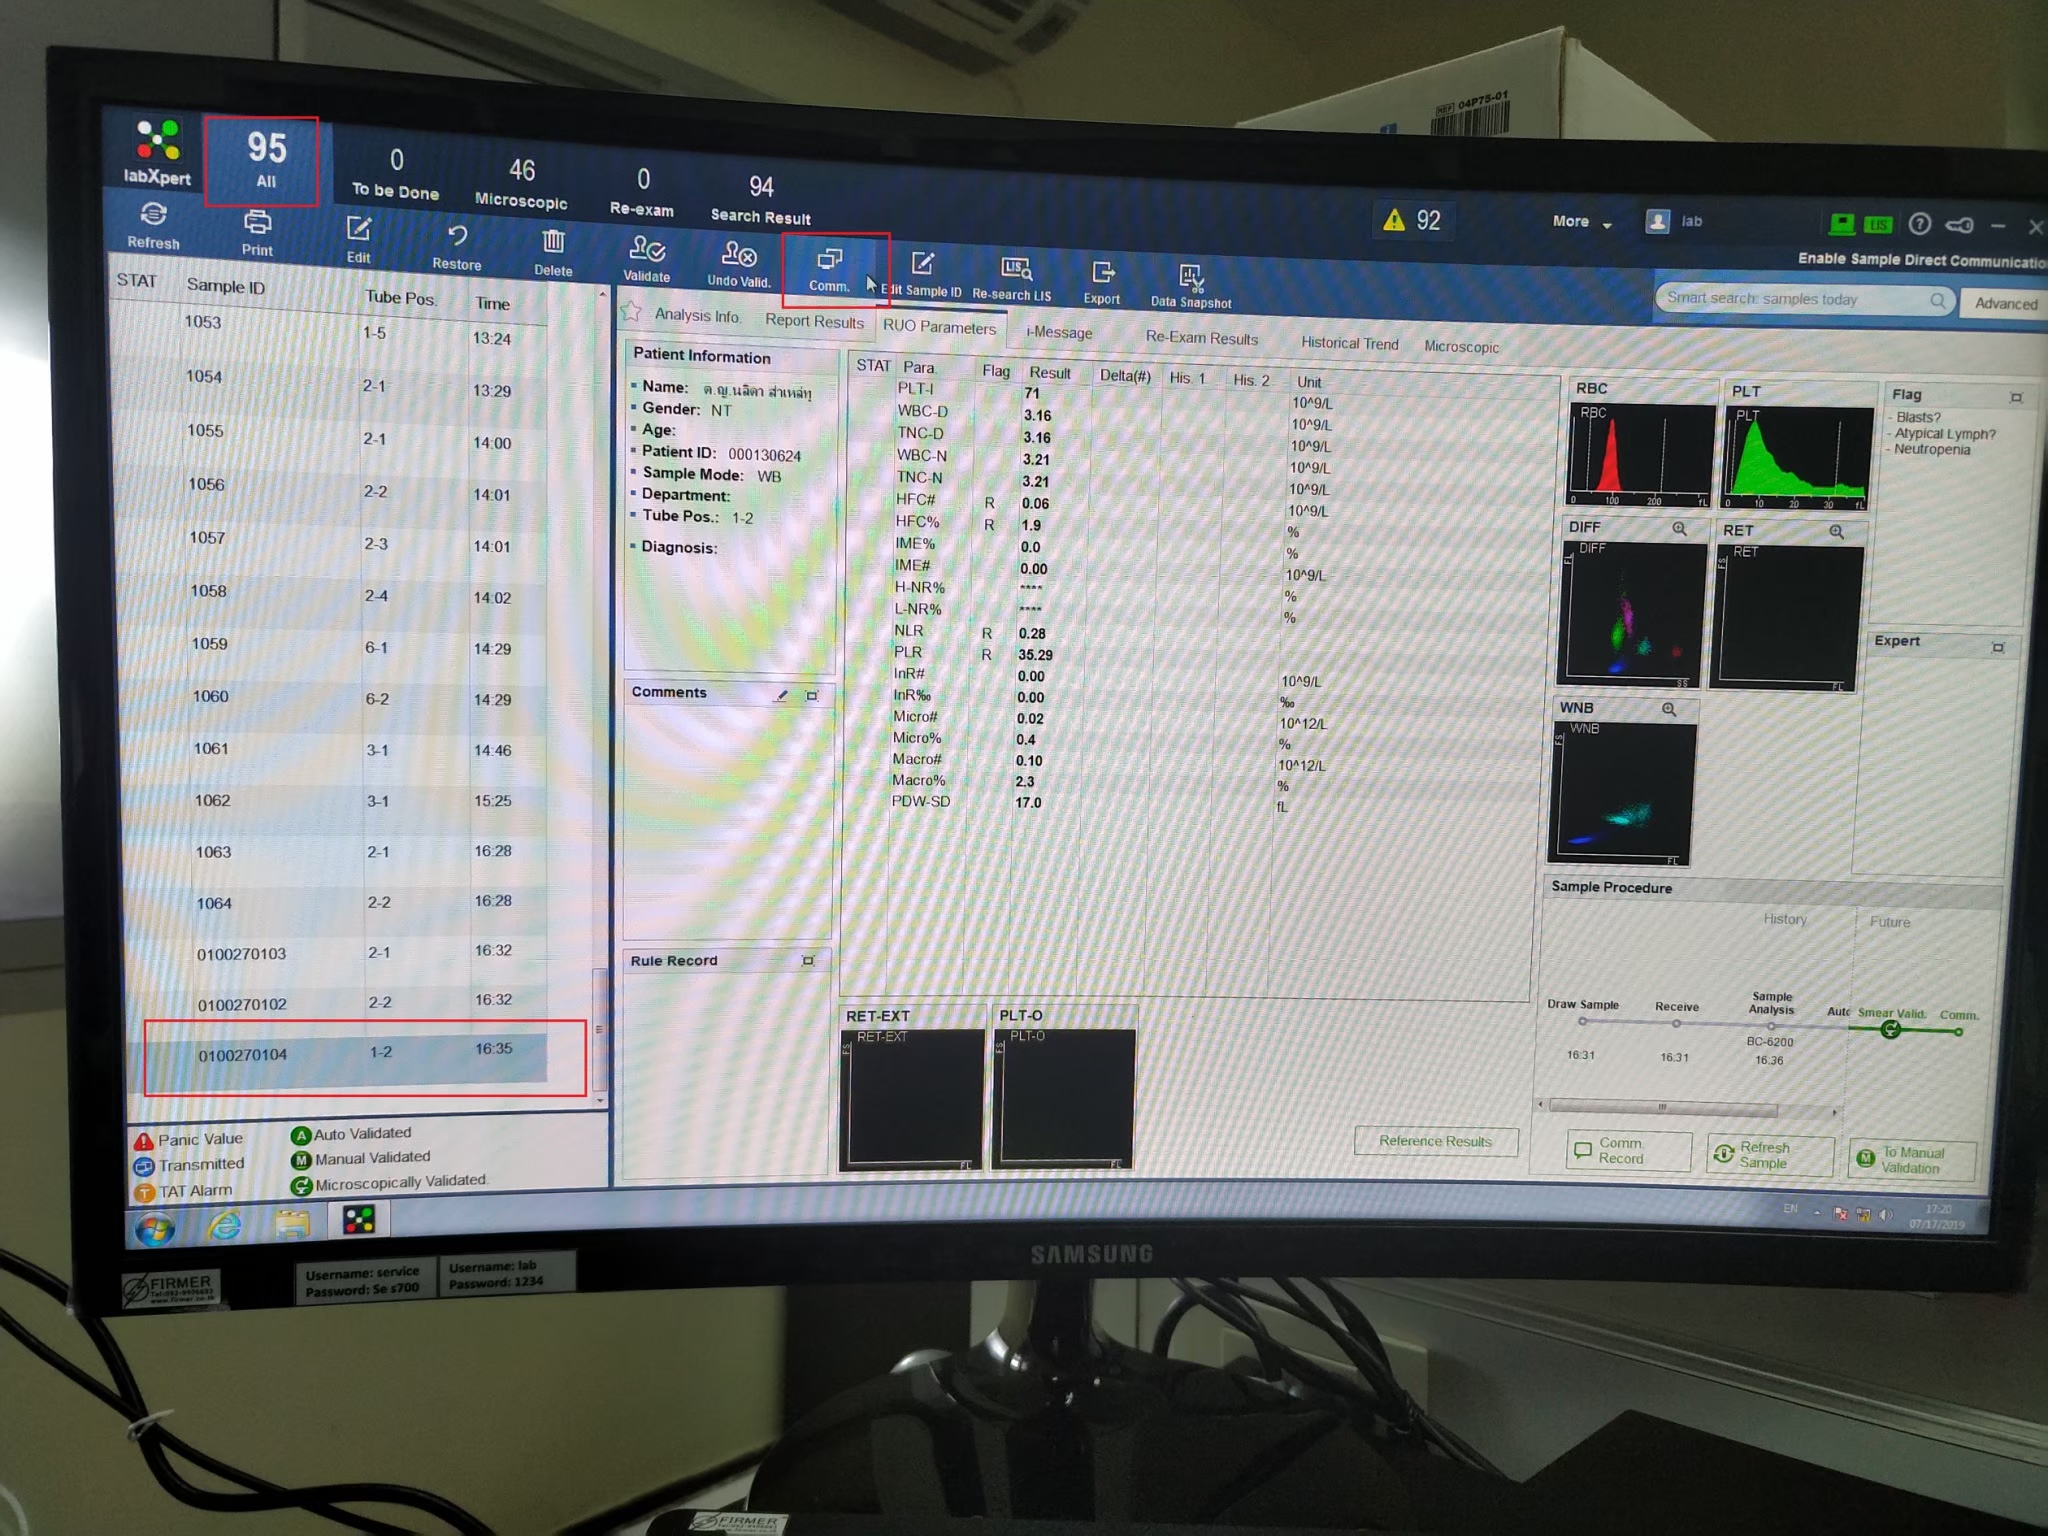 REF 04P75-01
labXpert
95
All
0
To be Done
46
Microscopic
0
Re-exam
94
Search Result
92
More
lab
LIS
Enable Sample Direct Communicatio
Refresh
Print
Edit
Restore
Delete
Validate
Undo Valid.
Comm.
Edit Sample ID
Re-search LIS
Export
Data Snapshot
Smart search: samples today
Advanced
STAT Sample ID Tube Pos. Time
1053 1-5 13:24
1054 2-1 13:29
1055 2-1 14:00
1056 2-2 14:01
1057 2-3 14:01
1058 2-4 14:02
1059 6-1 14:29
1060 6-2 14:29
1061 3-1 14:46
1062 3-1 15:25
1063 2-1 16:28
1064 2-2 16:28
0100270103 2-1 16:32
0100270102 2-2 16:32
0100270104 1-2 16:35
Panic Value
Transmitted
T TAT Alarm
A Auto Validated
M Manual Validated
Microscopically Validated.
Analysis Info. Report Results RUO Parameters i-Message Re-Exam Results Historical Trend Microscopic
Patient Information
Name: ด.ญ.นลิตา
Gender: NT
Age:
Patient ID: 000130624
Sample Mode: WB
Department:
Tube Pos.: 1-2
Diagnosis:
Comments
Rule Record
STAT Para. Flag Result Delta(#) His. 1 His. 2 Unit
PLT-I 71 10^9/L
WBC-D 3.16 10^9/L
TNC-D 3.16 10^9/L
WBC-N 3.21 10^9/L
TNC-N 3.21 10^9/L
HFC# R 0.06 10^9/L
HFC% R 1.9 %
IME% 0.0 %
IME# 0.00 10^9/L
H-NR% **** %
L-NR% **** %
NLR R 0.28
PLR R 35.29
InR# 0.00 10^9/L
InR‰ 0.00 ‰
Micro# 0.02 10^12/L
Micro% 0.4 %
Macro# 0.10 10^12/L
Macro% 2.3 %
PDW-SD 17.0 fL
RET-EXT
RET-EXT
FS
FL
PLT-O
PLT-O
FS
FL
Reference Results
RBC
RBC
0 100 200 fL
PLT
PLT
0 10 20 30 fL
DIFF
DIFF
FL
SS
RET
RET
FS
FL
WNB
WNB
FS
FL
Flag
- Blasts?
- Atypical Lymph?
- Neutropenia
Expert
Sample Procedure
History Future
Draw Sample
16:31
Receive
16:31
Sample
Analysis
BC-6200
16:36
Auto
Smear Valid.
Comm.
Comm.
Record
Refresh
Sample
M To Manual
Validation
EN
17:20
07/17/2019
SAMSUNG
FIRMER
Username: service
Password: Se s700
Username: lab
Password: 1234
FIRMER